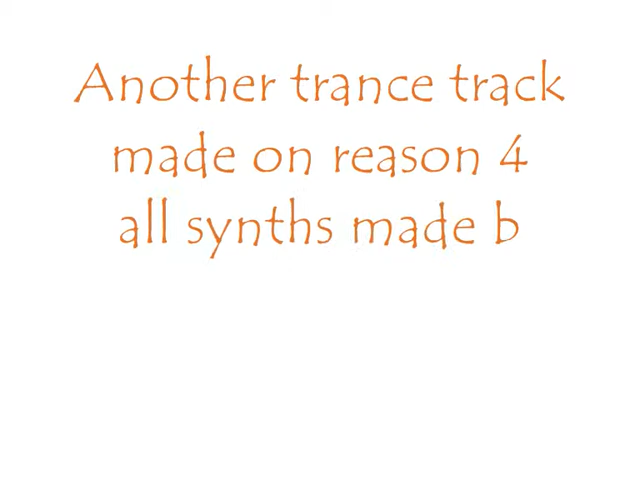 Another trance track
made on reason 4
all synths made b